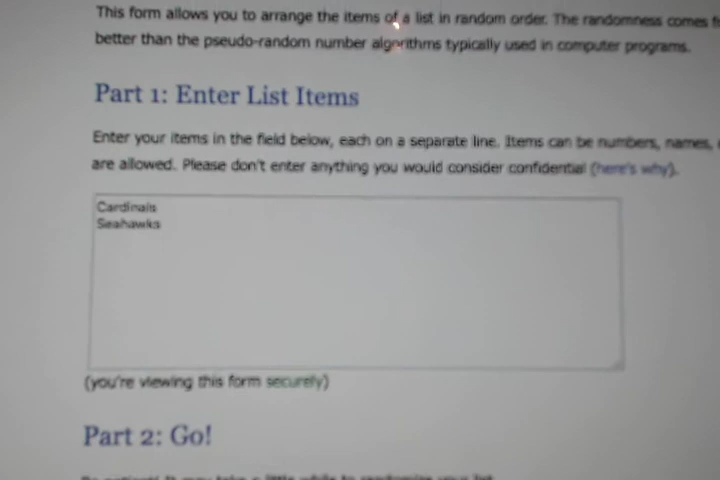 This form allows you to arrange the items of a list in random order. The randomness comes
better than the pseudo-random number algorithms typically used in computer programs.
Part 1: Enter List Items
Enter your items in the field below, each on a separate line. Items can be numbers, names,
are allowed. Please don't enter anything you would consider confidential (here's why).
Cardinals
Seahawks
(you're viewing this form securely)
Part 2: Go!